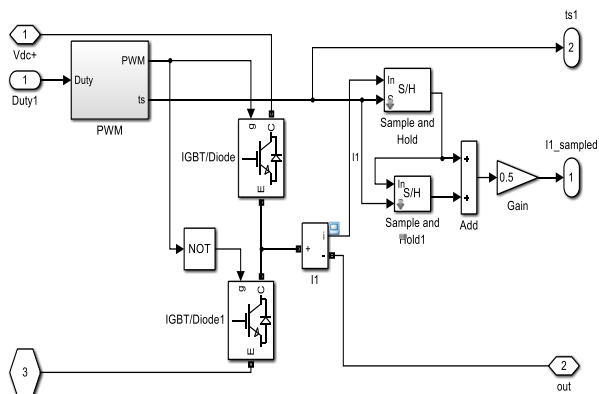 ts1
1
Vdc+
2
PWM
Duty
ts
1
Duty1
PWM
In
S/H
S
Sample and
Hold
g
C
IGBT/Diode
E
I1
I1_sampled
In
S/H
S
+
+
0.5
1
Sample and
Hold1
Add
Gain
NOT
i
+
-
I1
g
C
IGBT/Diode1
E
3
2
out